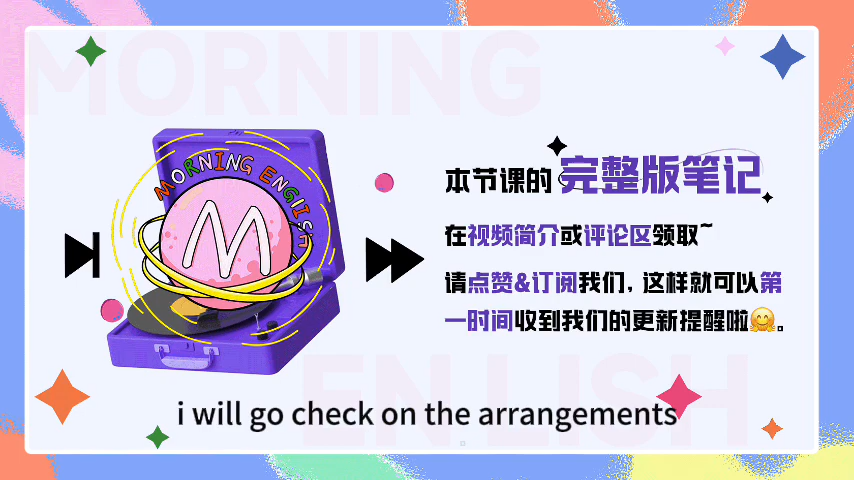 MORNING
MORNING ENGLISH
M
本节课的 完整版笔记
在视频简介或评论区领取~
请点赞&订阅我们, 这样就可以第
一时间收到我们的更新提醒啦🤗。
ENLISH
i will go check on the arrangements